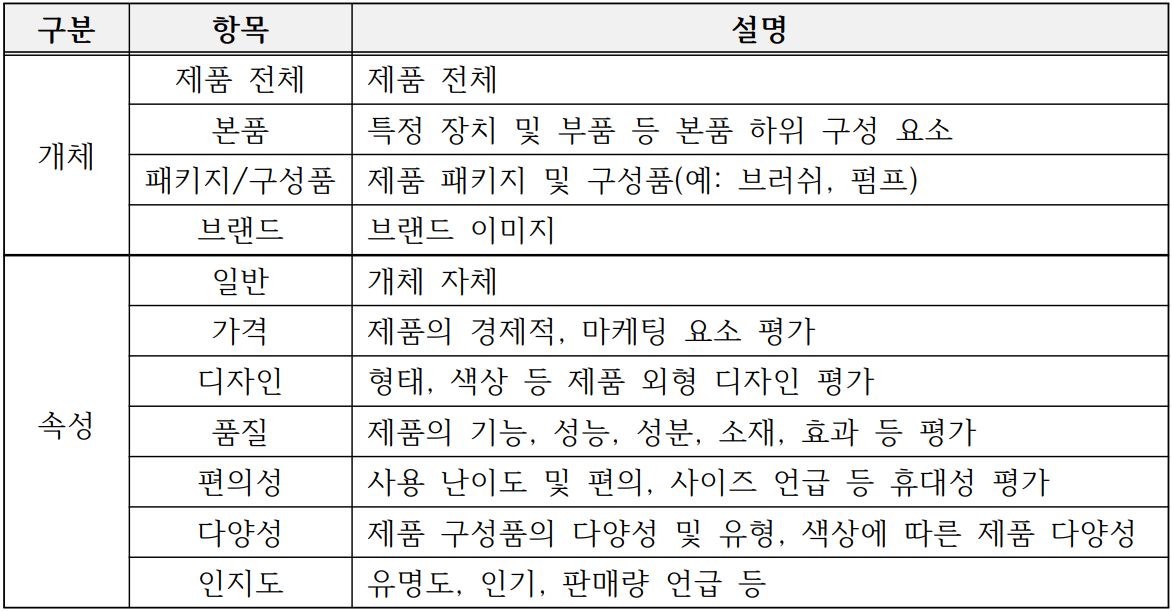 구분 항목 설명
개체
제품 전체 제품 전체
본품 특정 장치 및 부품 등 본품 하위 구성 요소
패키지/구성품 제품 패키지 및 구성품(예: 브러쉬, 펌프)
브랜드 브랜드 이미지
속성
일반 개체 자체
가격 제품의 경제적, 마케팅 요소 평가
디자인 형태, 색상 등 제품 외형 디자인 평가
품질 제품의 기능, 성능, 성분, 소재, 효과 등 평가
편의성 사용 난이도 및 편의, 사이즈 언급 등 휴대성 평가
다양성 제품 구성품의 다양성 및 유형, 색상에 따른 제품 다양성
인지도 유명도, 인기, 판매량 언급 등